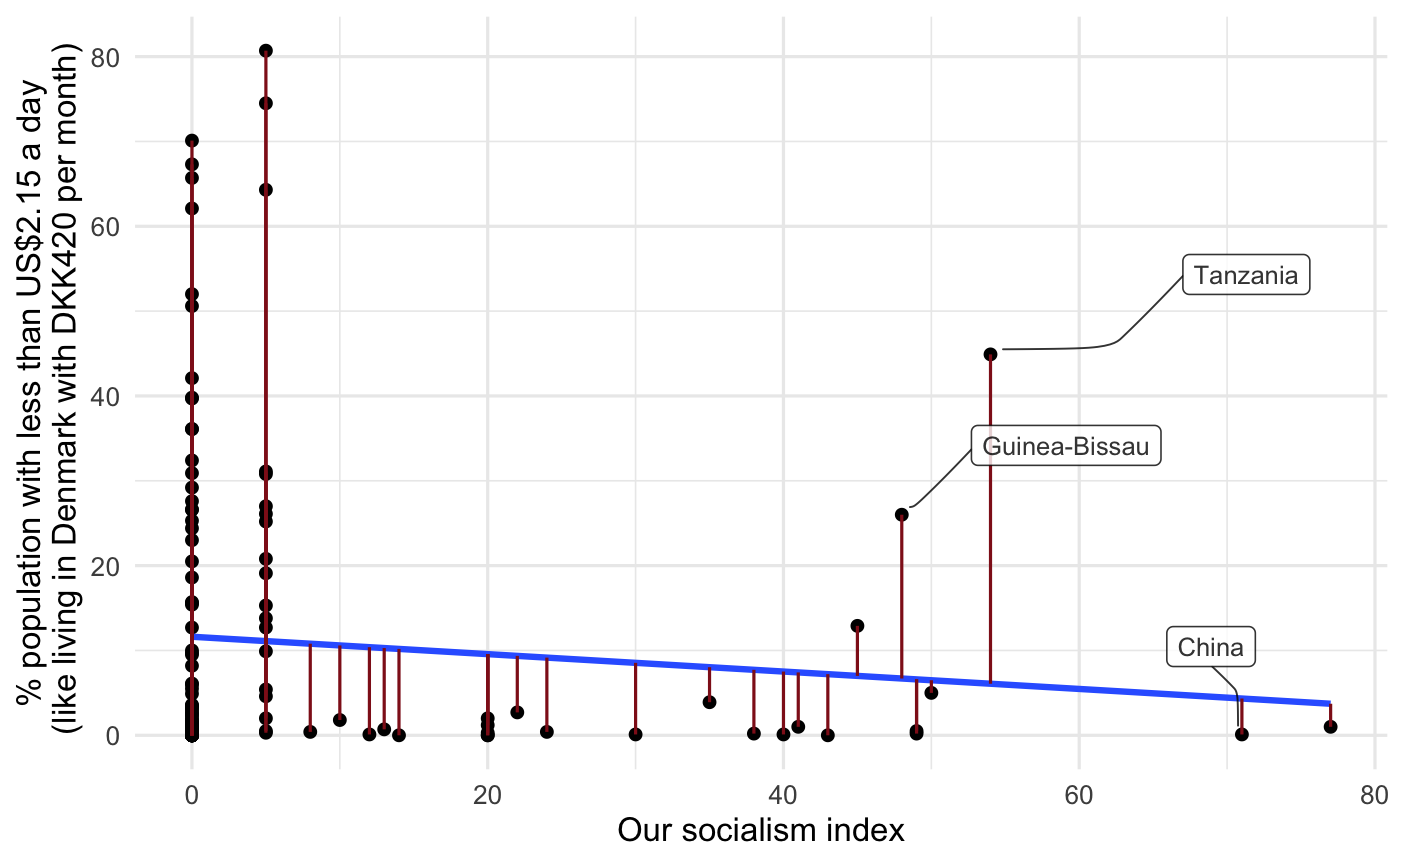 % population with less than US$2.15 a day
(like living in Denmark with DKK420 per month)
80
60
40
20
0
Tanzania
Guinea-Bissau
China
0 20 40 60 80
Our socialism index